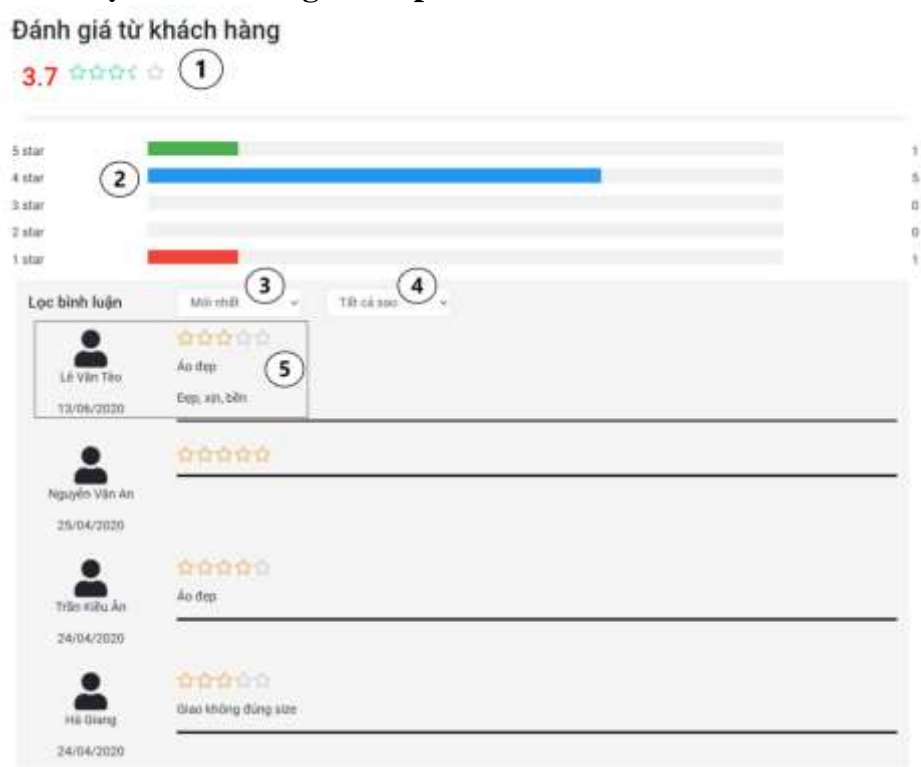 Đánh giá từ khách hàng
3.7 1
5 star 1
4 star 2 5
3 star 0
2 star 0
1 star 1
Lọc bình luận Mới nhất 3 Tất cả sao 4
Áo đẹp 5
Lê Văn Tèo
Đẹp, xịn, bền
13/06/2020
Nguyễn Văn An
25/04/2020
Áo đẹp
Trần Kiều Ân
24/04/2020
Giao không đúng size
Hà Giang
24/04/2020